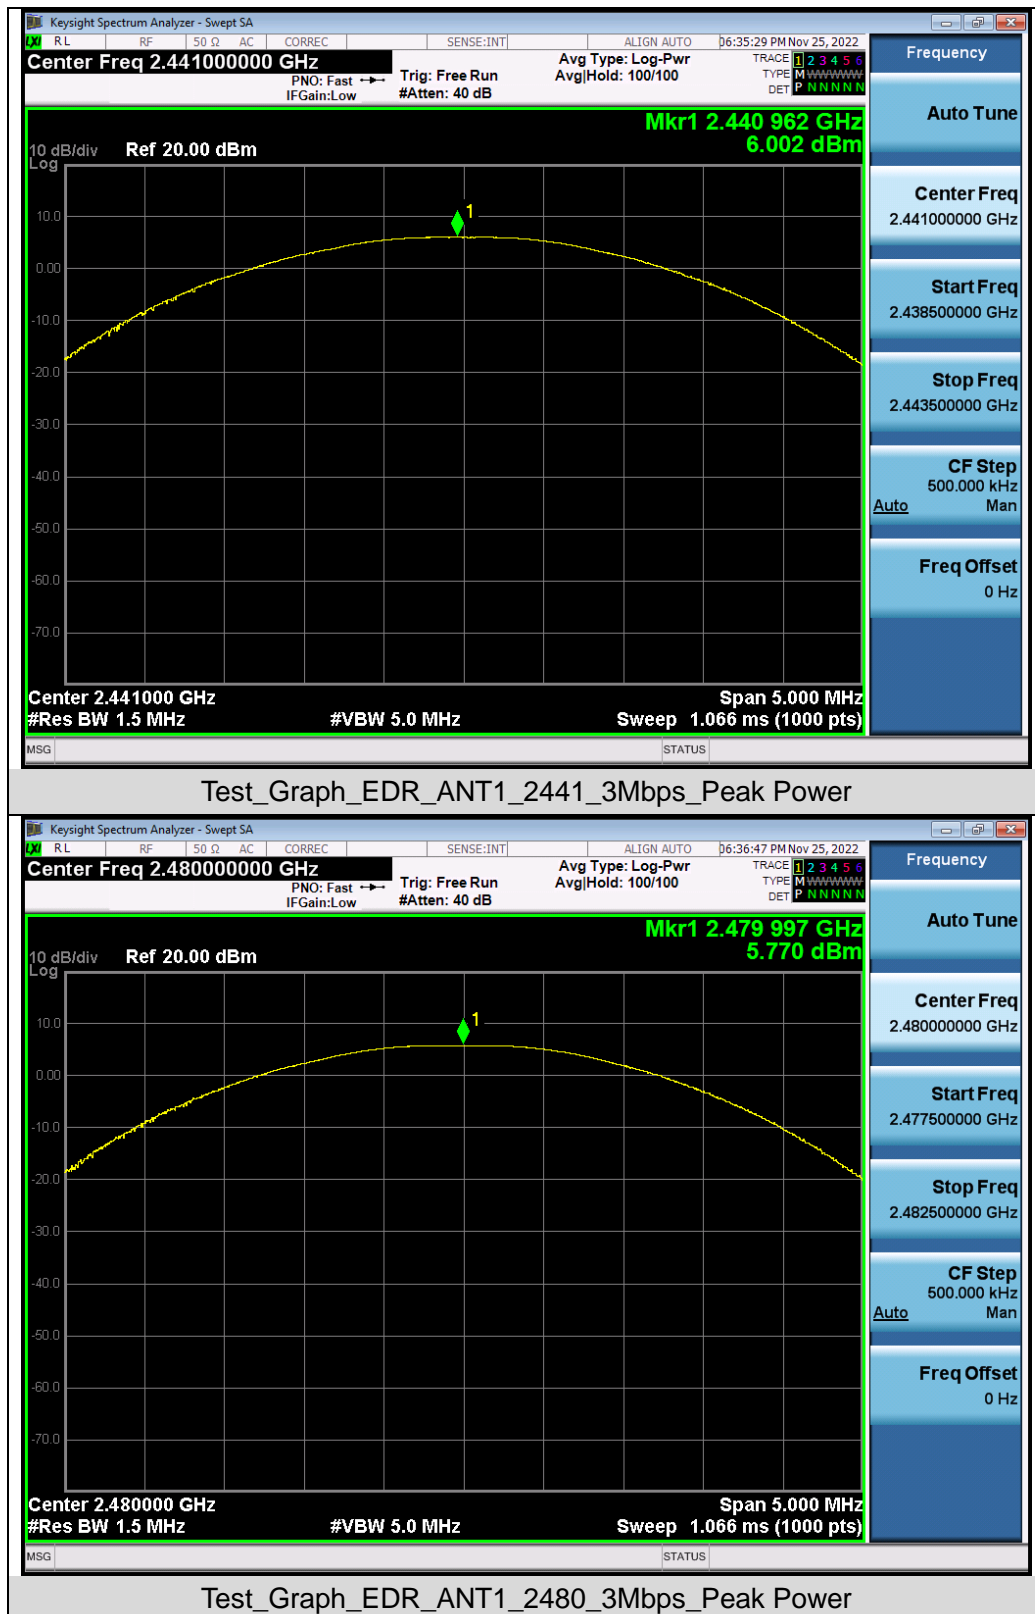 Keysight Spectrum Analyzer - Swept SA
LXI RL RF 50 Ω AC CORREC SENSE:INT ALIGN AUTO 06:35:29 PM Nov 25, 2022
Center Freq 2.441000000 GHz
PNO: Fast
IFGain:Low
Trig: Free Run
#Atten: 40 dB
Avg Type: Log-Pwr
Avg|Hold: 100/100
TRACE 1 2 3 4 5 6
TYPE M WWWWW
DET P N N N N N
Mkr1 2.440 962 GHz
6.002 dBm
10 dB/div Ref 20.00 dBm
Log
1
10.0
0.00
-10.0
-20.0
-30.0
-40.0
-50.0
-60.0
-70.0
Center 2.441000 GHz Span 5.000 MHz
#Res BW 1.5 MHz #VBW 5.0 MHz Sweep 1.066 ms (1000 pts)
MSG STATUS
Frequency
Auto Tune
Center Freq
2.441000000 GHz
Start Freq
2.438500000 GHz
Stop Freq
2.443500000 GHz
CF Step
500.000 kHz
Auto Man
Freq Offset
0 Hz
Test_Graph_EDR_ANT1_2441_3Mbps_Peak Power
Keysight Spectrum Analyzer - Swept SA
LXI RL RF 50 Ω AC CORREC SENSE:INT ALIGN AUTO 06:36:47 PM Nov 25, 2022
Center Freq 2.480000000 GHz
PNO: Fast
IFGain:Low
Trig: Free Run
#Atten: 40 dB
Avg Type: Log-Pwr
Avg|Hold: 100/100
TRACE 1 2 3 4 5 6
TYPE M WWWWW
DET P N N N N N
Mkr1 2.479 997 GHz
5.770 dBm
10 dB/div Ref 20.00 dBm
Log
1
10.0
0.00
-10.0
-20.0
-30.0
-40.0
-50.0
-60.0
-70.0
Center 2.480000 GHz Span 5.000 MHz
#Res BW 1.5 MHz #VBW 5.0 MHz Sweep 1.066 ms (1000 pts)
MSG STATUS
Frequency
Auto Tune
Center Freq
2.480000000 GHz
Start Freq
2.477500000 GHz
Stop Freq
2.482500000 GHz
CF Step
500.000 kHz
Auto Man
Freq Offset
0 Hz
Test_Graph_EDR_ANT1_2480_3Mbps_Peak Power